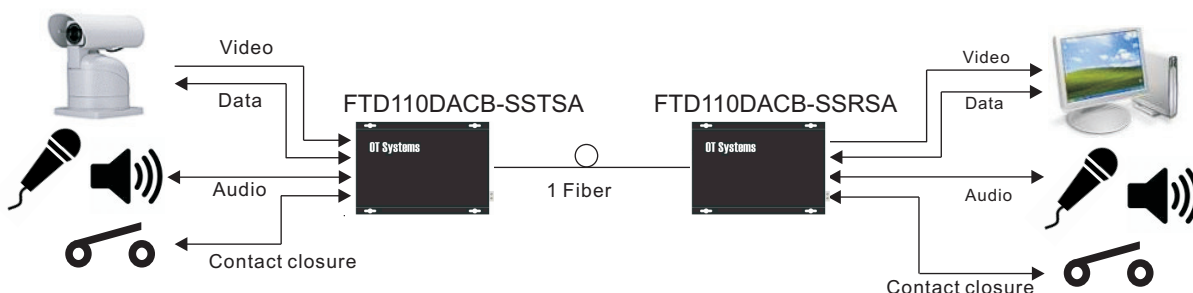 Video
Data
FTD110DACB-SSTSA
FTD110DACB-SSRSA
Video
Data
OT Systems
OT Systems
Audio
1 Fiber
Audio
Contact closure
Contact closure